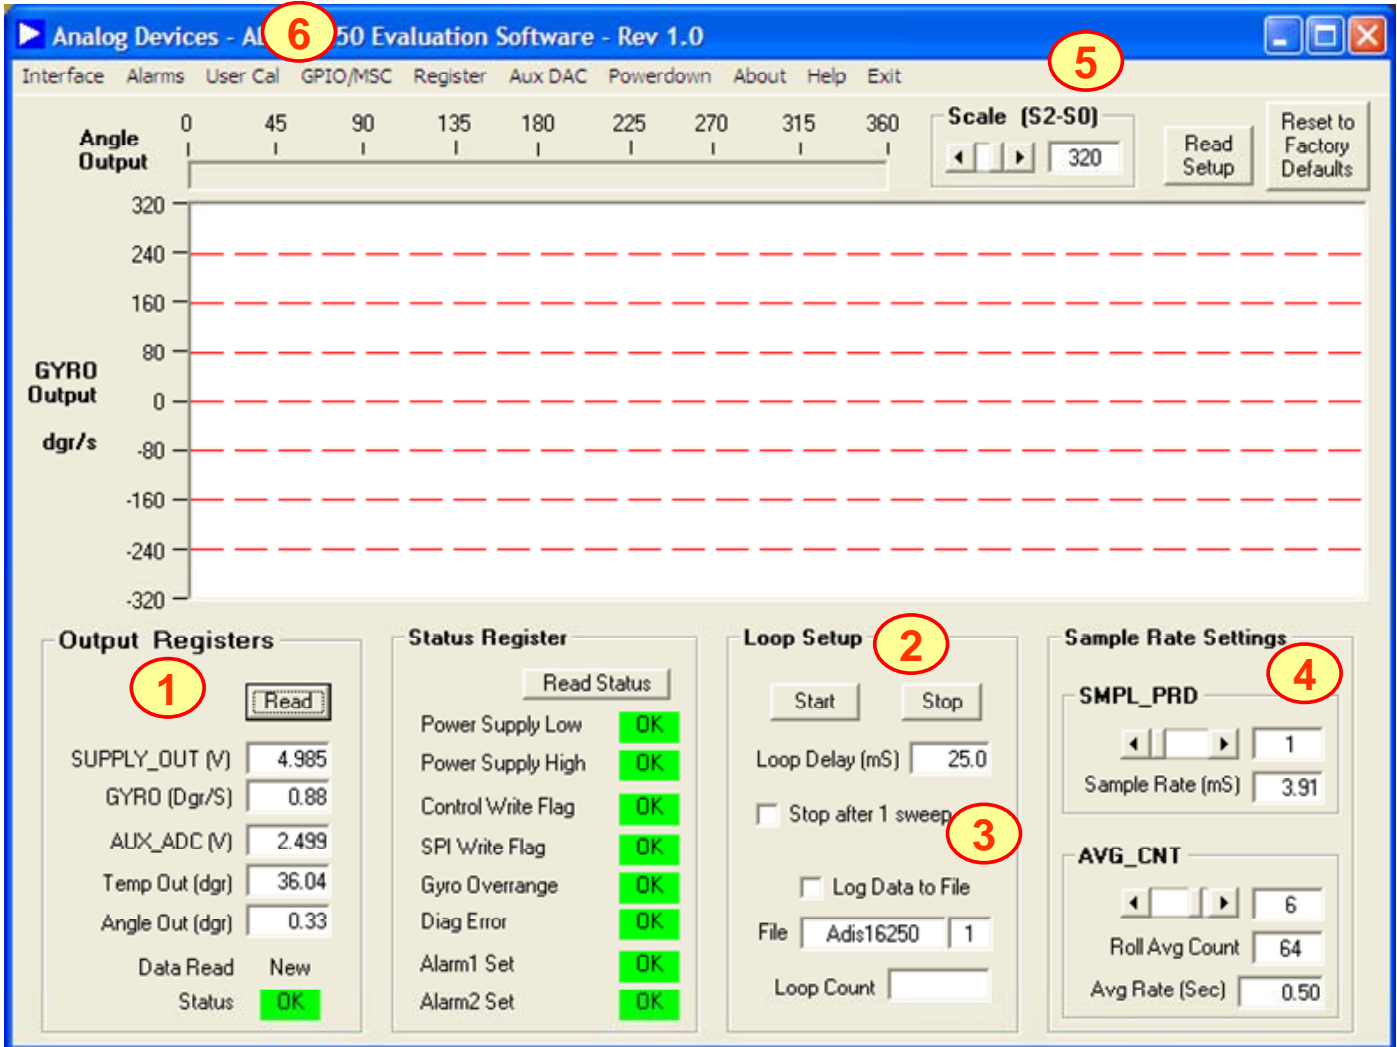 Analog Devices - A 6 50 Evaluation Software - Rev 1.0
Interface Alarms User Cal GPIO/MSC Register Aux DAC Powerdown About Help Exit
5
Angle Output
0 45 90 135 180 225 270 315 360
Scale (S2-S0)
320
Read Setup
Reset to Factory Defaults
GYRO Output
dgr/s
320
240
160
80
0
-80
-160
-240
-320
Output Registers
1
Read
SUPPLY_OUT (V) 4.985
GYRO (Dgr/S) 0.88
AUX_ADC (V) 2.499
Temp Out (dgr) 36.04
Angle Out (dgr) 0.33
Data Read New
Status OK
Status Register
Read Status
Power Supply Low OK
Power Supply High OK
Control Write Flag OK
SPI Write Flag OK
Gyro Overrange OK
Diag Error OK
Alarm1 Set OK
Alarm2 Set OK
Loop Setup
2
Start Stop
Loop Delay (mS) 25.0
Stop after 1 sweep
3
Log Data to File
File Adis16250 1
Loop Count
Sample Rate Settings
4
SMPL_PRD
1
Sample Rate (mS) 3.91
AVG_CNT
6
Roll Avg Count 64
Avg Rate (Sec) 0.50